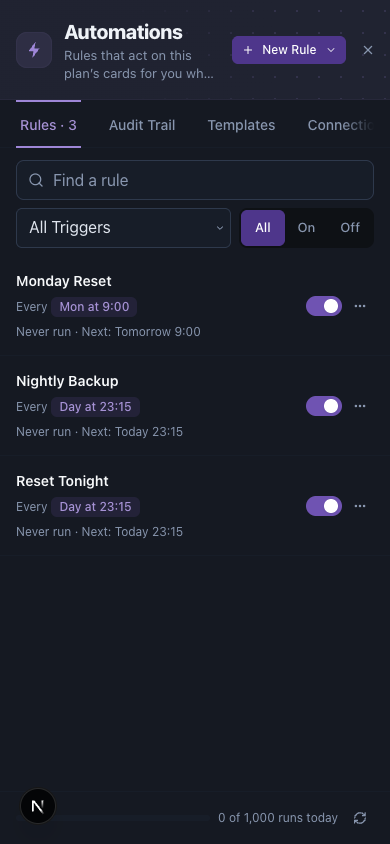 Automations
Rules that act on this
plan's cards for you wh...
+ New Rule
Rules · 3
Audit Trail
Templates
Connectio
Find a rule
All Triggers
All
On
Off
Monday Reset
Every Mon at 9:00
Never run · Next: Tomorrow 9:00
Nightly Backup
Every Day at 23:15
Never run · Next: Today 23:15
Reset Tonight
Every Day at 23:15
Never run · Next: Today 23:15
N
0 of 1,000 runs today